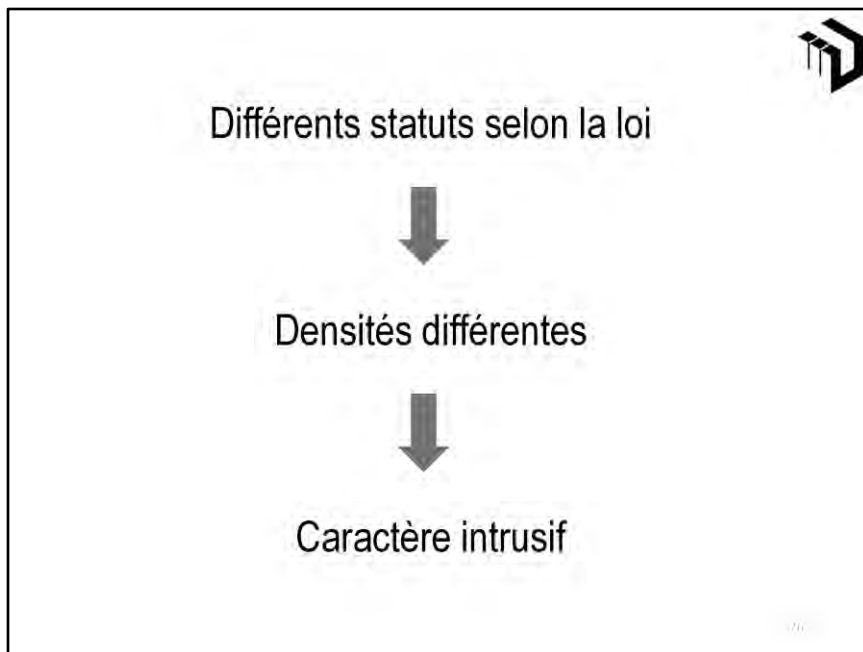 Différents statuts selon la loi
Densités différentes
Caractère intrusif